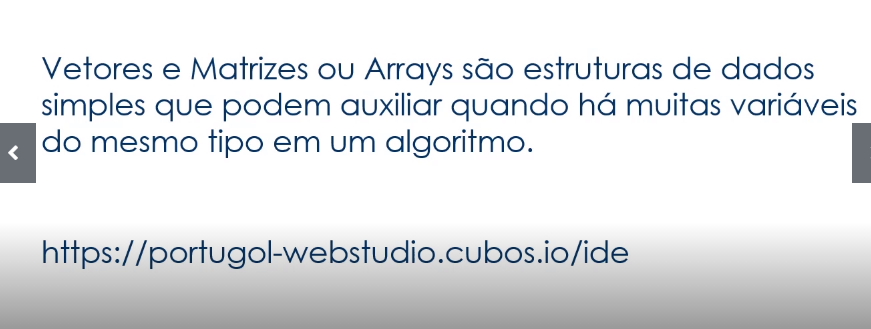 Vetores e Matrizes ou Arrays são estruturas de dados
simples que podem auxiliar quando há muitas variáveis
do mesmo tipo em um algoritmo.
https://portugol-webstudio.cubos.io/ide